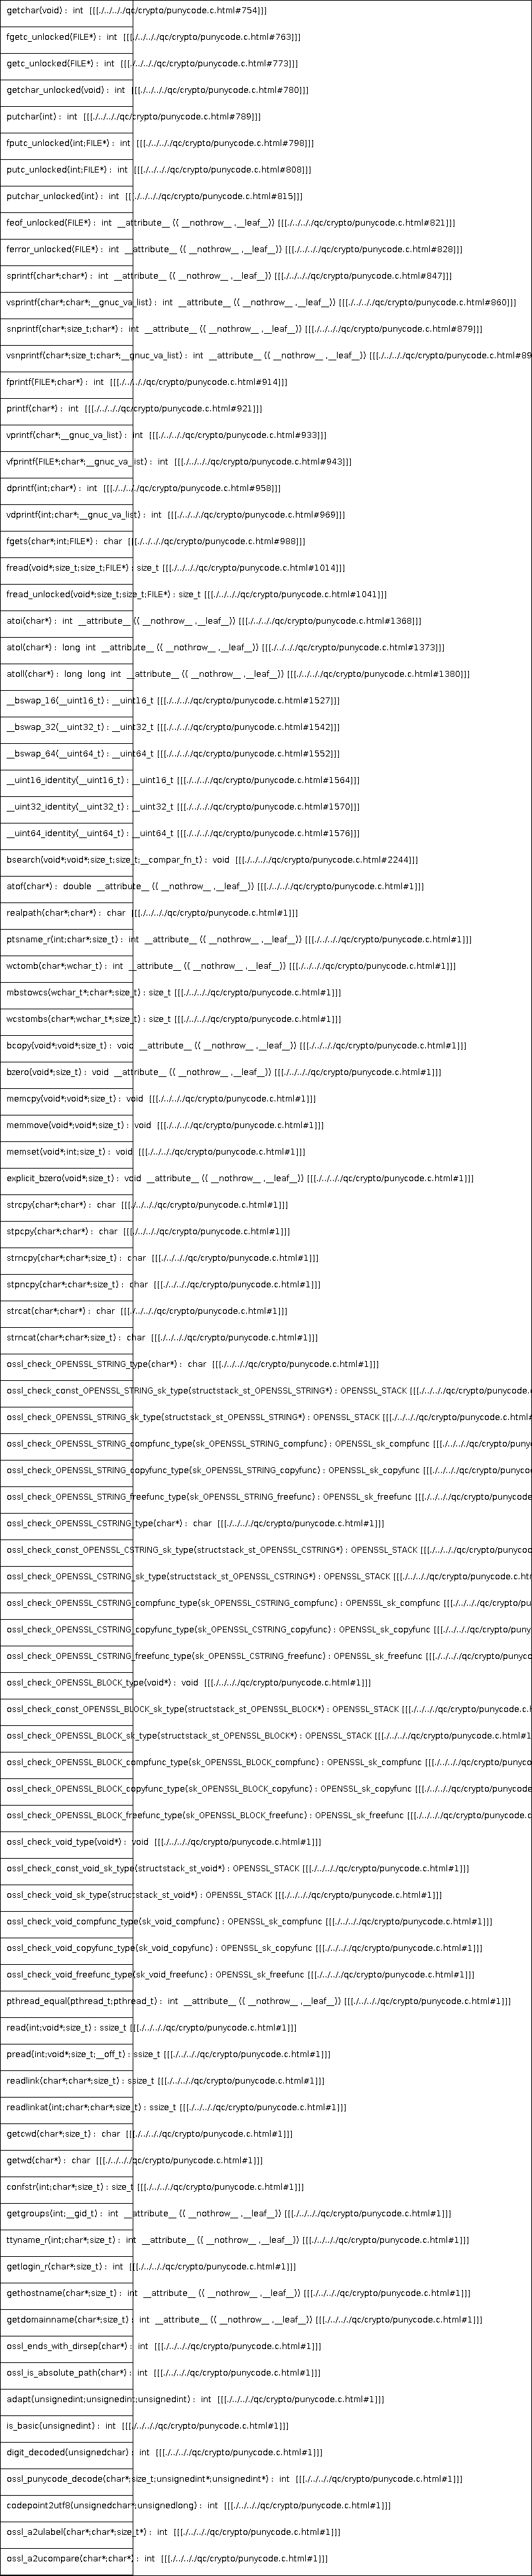 getchar(void) :  int  [[[./../../../qc/crypto/punycode.c.html#754]]]
fgetc_unlocked(FILE*) :  int  [[[./../../../qc/crypto/punycode.c.html#763]]]
getc_unlocked(FILE*) :  int  [[[./../../../qc/crypto/punycode.c.html#773]]]
getchar_unlocked(void) :  int  [[[./../../../qc/crypto/punycode.c.html#780]]]
putchar(int) :  int  [[[./../../../qc/crypto/punycode.c.html#789]]]
fputc_unlocked(int;FILE*) :  int  [[[./../../../qc/crypto/punycode.c.html#798]]]
putc_unlocked(int;FILE*) :  int  [[[./../../../qc/crypto/punycode.c.html#808]]]
putchar_unlocked(int) :  int  [[[./../../../qc/crypto/punycode.c.html#815]]]
feof_unlocked(FILE*) :  int  __attribute__ (( __nothrow__ ,__leaf__)) [[[./../../../qc/crypto/punycode.c.html#821]]]
ferror_unlocked(FILE*) :  int  __attribute__ (( __nothrow__ ,__leaf__)) [[[./../../../qc/crypto/punycode.c.html#828]]]
sprintf(char*;char*) :  int  __attribute__ (( __nothrow__ ,__leaf__)) [[[./../../../qc/crypto/punycode.c.html#847]]]
vsprintf(char*;char*;__gnuc_va_list) :  int  __attribute__ (( __nothrow__ ,__leaf__)) [[[./../../../qc/crypto/punycode.c.html#860]]]
snprintf(char*;size_t;char*) :  int  __attribute__ (( __nothrow__ ,__leaf__)) [[[./../../../qc/crypto/punycode.c.html#879]]]
vsnprintf(char*;size_t;char*;__gnuc_va_list) :  int  __attribute__ (( __nothrow__ ,__leaf__)) [[[./../../../qc/crypto/punycode.c.html#89
fprintf(FILE*;char*) :  int  [[[./../../../qc/crypto/punycode.c.html#914]]]
printf(char*) :  int  [[[./../../../qc/crypto/punycode.c.html#921]]]
vprintf(char*;__gnuc_va_list) :  int  [[[./../../../qc/crypto/punycode.c.html#933]]]
vfprintf(FILE*;char*;__gnuc_va_list) :  int  [[[./../../../qc/crypto/punycode.c.html#943]]]
dprintf(int;char*) :  int  [[[./../../../qc/crypto/punycode.c.html#958]]]
vdprintf(int;char*;__gnuc_va_list) :  int  [[[./../../../qc/crypto/punycode.c.html#969]]]
fgets(char*;int;FILE*) :  char  [[[./../../../qc/crypto/punycode.c.html#988]]]
fread(void*;size_t;size_t;FILE*) : size_t [[[./../../../qc/crypto/punycode.c.html#1014]]]
fread_unlocked(void*;size_t;size_t;FILE*) : size_t [[[./../../../qc/crypto/punycode.c.html#1041]]]
atoi(char*) :  int  __attribute__ (( __nothrow__ ,__leaf__)) [[[./../../../qc/crypto/punycode.c.html#1368]]]
atol(char*) :  long  int  __attribute__ (( __nothrow__ ,__leaf__)) [[[./../../../qc/crypto/punycode.c.html#1373]]]
atoll(char*) :  long  long  int  __attribute__ (( __nothrow__ ,__leaf__)) [[[./../../../qc/crypto/punycode.c.html#1380]]]
__bswap_16(__uint16_t) : __uint16_t [[[./../../../qc/crypto/punycode.c.html#1527]]]
__bswap_32(__uint32_t) : __uint32_t [[[./../../../qc/crypto/punycode.c.html#1542]]]
__bswap_64(__uint64_t) : __uint64_t [[[./../../../qc/crypto/punycode.c.html#1552]]]
__uint16_identity(__uint16_t) : __uint16_t [[[./../../../qc/crypto/punycode.c.html#1564]]]
__uint32_identity(__uint32_t) : __uint32_t [[[./../../../qc/crypto/punycode.c.html#1570]]]
__uint64_identity(__uint64_t) : __uint64_t [[[./../../../qc/crypto/punycode.c.html#1576]]]
bsearch(void*;void*;size_t;size_t;__compar_fn_t) :  void  [[[./../../../qc/crypto/punycode.c.html#2244]]]
atof(char*) :  double  __attribute__ (( __nothrow__ ,__leaf__)) [[[./../../../qc/crypto/punycode.c.html#1]]]
realpath(char*;char*) :  char  [[[./../../../qc/crypto/punycode.c.html#1]]]
ptsname_r(int;char*;size_t) :  int  __attribute__ (( __nothrow__ ,__leaf__)) [[[./../../../qc/crypto/punycode.c.html#1]]]
wctomb(char*;wchar_t) :  int  __attribute__ (( __nothrow__ ,__leaf__)) [[[./../../../qc/crypto/punycode.c.html#1]]]
mbstowcs(wchar_t*;char*;size_t) : size_t [[[./../../../qc/crypto/punycode.c.html#1]]]
wcstombs(char*;wchar_t*;size_t) : size_t [[[./../../../qc/crypto/punycode.c.html#1]]]
bcopy(void*;void*;size_t) :  void  __attribute__ (( __nothrow__ ,__leaf__)) [[[./../../../qc/crypto/punycode.c.html#1]]]
bzero(void*;size_t) :  void  __attribute__ (( __nothrow__ ,__leaf__)) [[[./../../../qc/crypto/punycode.c.html#1]]]
memcpy(void*;void*;size_t) :  void  [[[./../../../qc/crypto/punycode.c.html#1]]]
memmove(void*;void*;size_t) :  void  [[[./../../../qc/crypto/punycode.c.html#1]]]
memset(void*;int;size_t) :  void  [[[./../../../qc/crypto/punycode.c.html#1]]]
explicit_bzero(void*;size_t) :  void  __attribute__ (( __nothrow__ ,__leaf__)) [[[./../../../qc/crypto/punycode.c.html#1]]]
strcpy(char*;char*) :  char  [[[./../../../qc/crypto/punycode.c.html#1]]]
stpcpy(char*;char*) :  char  [[[./../../../qc/crypto/punycode.c.html#1]]]
strncpy(char*;char*;size_t) :  char  [[[./../../../qc/crypto/punycode.c.html#1]]]
stpncpy(char*;char*;size_t) :  char  [[[./../../../qc/crypto/punycode.c.html#1]]]
strcat(char*;char*) :  char  [[[./../../../qc/crypto/punycode.c.html#1]]]
strncat(char*;char*;size_t) :  char  [[[./../../../qc/crypto/punycode.c.html#1]]]
ossl_check_OPENSSL_STRING_type(char*) :  char  [[[./../../../qc/crypto/punycode.c.html#1]]]
ossl_check_const_OPENSSL_STRING_sk_type(structstack_st_OPENSSL_STRING*) : OPENSSL_STACK [[[./../../../qc/crypto/punycode.
ossl_check_OPENSSL_STRING_sk_type(structstack_st_OPENSSL_STRING*) : OPENSSL_STACK [[[./../../../qc/crypto/punycode.c.html#
ossl_check_OPENSSL_STRING_compfunc_type(sk_OPENSSL_STRING_compfunc) : OPENSSL_sk_compfunc [[[./../../../qc/crypto/puny
ossl_check_OPENSSL_STRING_copyfunc_type(sk_OPENSSL_STRING_copyfunc) : OPENSSL_sk_copyfunc [[[./../../../qc/crypto/punyco
ossl_check_OPENSSL_STRING_freefunc_type(sk_OPENSSL_STRING_freefunc) : OPENSSL_sk_freefunc [[[./../../../qc/crypto/punycode
ossl_check_OPENSSL_CSTRING_type(char*) :  char  [[[./../../../qc/crypto/punycode.c.html#1]]]
ossl_check_const_OPENSSL_CSTRING_sk_type(structstack_st_OPENSSL_CSTRING*) : OPENSSL_STACK [[[./../../../qc/crypto/punycoo
ossl_check_OPENSSL_CSTRING_sk_type(structstack_st_OPENSSL_CSTRING*) : OPENSSL_STACK [[[./../../../qc/crypto/punycode.c.ht
ossl_check_OPENSSL_CSTRING_compfunc_type(sk_OPENSSL_CSTRING_compfunc) : OPENSSL_sk_compfunc [[[./../../../qc/crypto/pu
ossl_check_OPENSSL_CSTRING_copyfunc_type(sk_OPENSSL_CSTRING_copyfunc) : OPENSSL_sk_copyfunc [[[./../../../qc/crypto/puny
ossl_check_OPENSSL_CSTRING_freefunc_type(sk_OPENSSL_CSTRING_freefunc) : OPENSSL_sk_freefunc [[[./../../../qc/crypto/punyc
ossl_check_OPENSSL_BLOCK_type(void*) :  void  [[[./../../../qc/crypto/punycode.c.html#1]]]
ossl_check_const_OPENSSL_BLOCK_sk_type(structstack_st_OPENSSL_BLOCK*) : OPENSSL_STACK [[[./../../../qc/crypto/punycode.c.h
ossl_check_OPENSSL_BLOCK_sk_type(structstack_st_OPENSSL_BLOCK*) : OPENSSL_STACK [[[./../../../qc/crypto/punycode.c.html#1
ossl_check_OPENSSL_BLOCK_compfunc_type(sk_OPENSSL_BLOCK_compfunc) : OPENSSL_sk_compfunc [[[./../../../qc/crypto/punyco
ossl_check_OPENSSL_BLOCK_copyfunc_type(sk_OPENSSL_BLOCK_copyfunc) : OPENSSL_sk_copyfunc [[[./../../../qc/crypto/punycode
ossl_check_OPENSSL_BLOCK_freefunc_type(sk_OPENSSL_BLOCK_freefunc) : OPENSSL_sk_freefunc [[[./../../../qc/crypto/punycode.c
ossl_check_void_type(void*) :  void  [[[./../../../qc/crypto/punycode.c.html#1]]]
ossl_check_const_void_sk_type(structstack_st_void*) : OPENSSL_STACK [[[./../../../qc/crypto/punycode.c.html#1]]]
ossl_check_void_sk_type(structstack_st_void*) : OPENSSL_STACK [[[./../../../qc/crypto/punycode.c.html#1]]]
ossl_check_void_compfunc_type(sk_void_compfunc) : OPENSSL_sk_compfunc [[[./../../../qc/crypto/punycode.c.html#1]]]
ossl_check_void_copyfunc_type(sk_void_copyfunc) : OPENSSL_sk_copyfunc [[[./../../../qc/crypto/punycode.c.html#1]]]
ossl_check_void_freefunc_type(sk_void_freefunc) : OPENSSL_sk_freefunc [[[./../../../qc/crypto/punycode.c.html#1]]]
pthread_equal(pthread_t;pthread_t) :  int  __attribute__ (( __nothrow__ ,__leaf__)) [[[./../../../qc/crypto/punycode.c.html#1]]]
read(int;void*;size_t) : ssize_t [[[./../../../qc/crypto/punycode.c.html#1]]]
pread(int;void*;size_t;__off_t) : ssize_t [[[./../../../qc/crypto/punycode.c.html#1]]]
readlink(char*;char*;size_t) : ssize_t [[[./../../../qc/crypto/punycode.c.html#1]]]
readlinkat(int;char*;char*;size_t) : ssize_t [[[./../../../qc/crypto/punycode.c.html#1]]]
getcwd(char*;size_t) :  char  [[[./../../../qc/crypto/punycode.c.html#1]]]
getwd(char*) :  char  [[[./../../../qc/crypto/punycode.c.html#1]]]
confstr(int;char*;size_t) : size_t [[[./../../../qc/crypto/punycode.c.html#1]]]
getgroups(int;__gid_t) :  int  __attribute__ (( __nothrow__ ,__leaf__)) [[[./../../../qc/crypto/punycode.c.html#1]]]
ttyname_r(int;char*;size_t) :  int  __attribute__ (( __nothrow__ ,__leaf__)) [[[./../../../qc/crypto/punycode.c.html#1]]]
getlogin_r(char*;size_t) :  int  [[[./../../../qc/crypto/punycode.c.html#1]]]
gethostname(char*;size_t) :  int  __attribute__ (( __nothrow__ ,__leaf__)) [[[./../../../qc/crypto/punycode.c.html#1]]]
getdomainname(char*;size_t) :  int  __attribute__ (( __nothrow__ ,__leaf__)) [[[./../../../qc/crypto/punycode.c.html#1]]]
ossl_ends_with_dirsep(char*) :  int  [[[./../../../qc/crypto/punycode.c.html#1]]]
ossl_is_absolute_path(char*) :  int  [[[./../../../qc/crypto/punycode.c.html#1]]]
adapt(unsignedint;unsignedint;unsignedint) :  int  [[[./../../../qc/crypto/punycode.c.html#1]]]
is_basic(unsignedint) :  int  [[[./../../../qc/crypto/punycode.c.html#1]]]
digit_decoded(unsignedchar) :  int  [[[./../../../qc/crypto/punycode.c.html#1]]]
ossl_punycode_decode(char*;size_t;unsignedint*;unsignedint*) :  int  [[[./../../../qc/crypto/punycode.c.html#1]]]
codepoint2utf8(unsignedchar*;unsignedlong) :  int  [[[./../../../qc/crypto/punycode.c.html#1]]]
ossl_a2ulabel(char*;char*;size_t*) :  int  [[[./../../../qc/crypto/punycode.c.html#1]]]
ossl_a2ucompare(char*;char*) :  int  [[[./../../../qc/crypto/punycode.c.html#1]]]